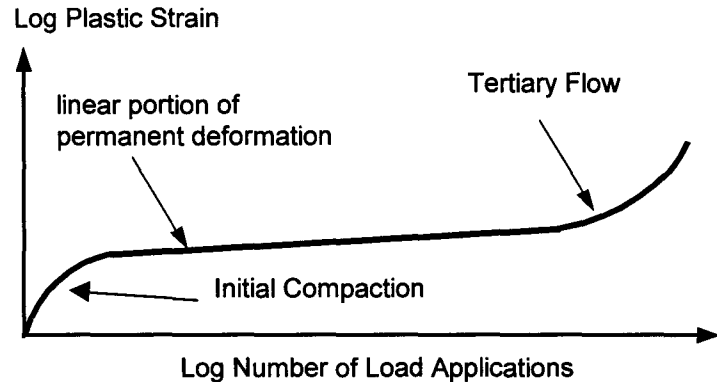 Log Plastic Strain
linear portion of
permanent deformation
Tertiary Flow
Initial Compaction
Log Number of Load Applications